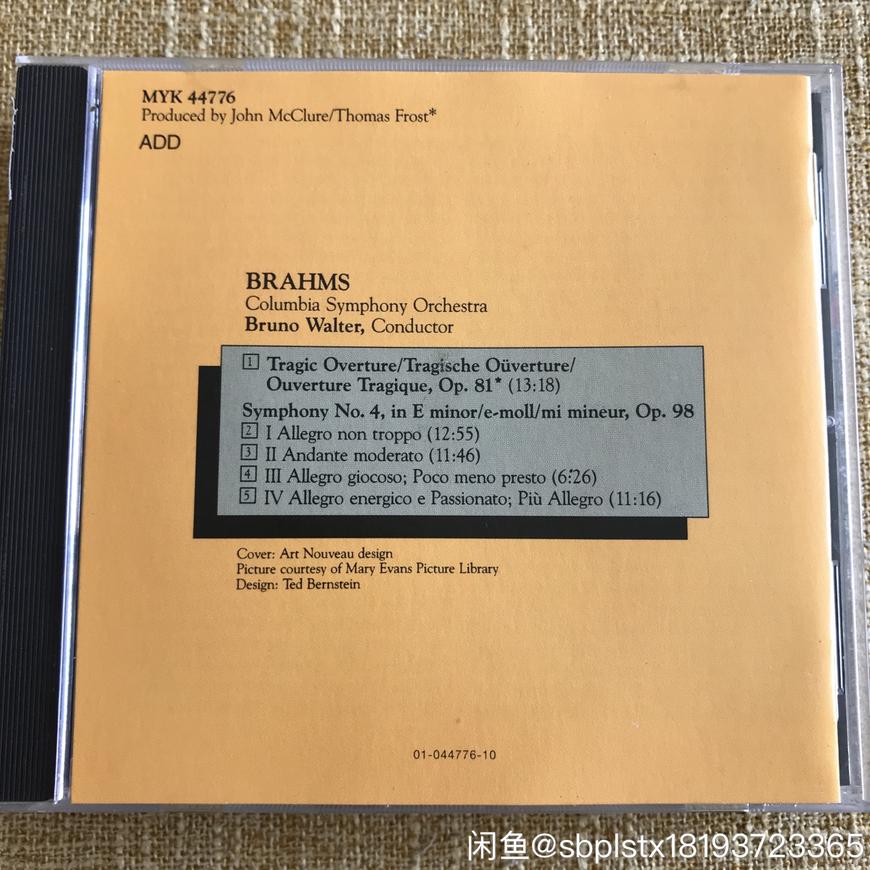 MYK 44776
Produced by John McClure/Thomas Frost*
ADD
BRAHMS
Columbia Symphony Orchestra
Bruno Walter, Conductor
1 Tragic Overture/Tragische Oüverture/
Ouverture Tragique, Op. 81* (13:18)
Symphony No. 4, in E minor/e-moll/mi mineur, Op. 98
2 I Allegro non troppo (12:55)
3 II Andante moderato (11:46)
4 III Allegro giocoso; Poco meno presto (6:26)
5 IV Allegro energico e Passionato; Più Allegro (11:16)
Cover: Art Nouveau design
Picture courtesy of Mary Evans Picture Library
Design: Ted Bernstein
01-044776-10
闲鱼@sbplstx18193723365